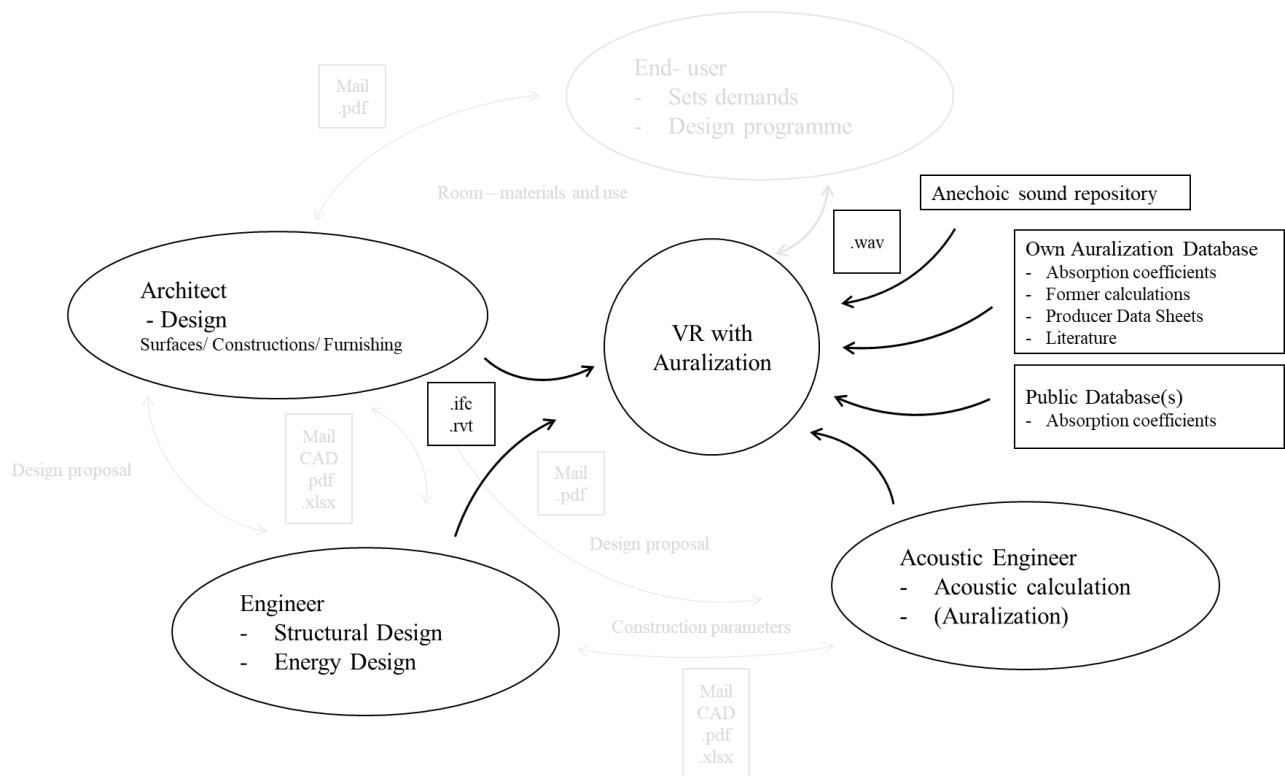 End- user
- Sets demands
- Design programme
Mail
.pdf
Room – materials and use
Anechoic sound repository
.wav
Own Auralization Database
- Absorption coefficients
- Former calculations
- Producer Data Sheets
- Literature
Architect
- Design
Surfaces/ Constructions/ Furnishing
VR with
Auralization
.ifc
.rvt
Public Database(s)
- Absorption coefficients
Mail
CAD
.pdf
.xlsx
Design proposal
Mail
.pdf
Design proposal
Engineer
- Structural Design
- Energy Design
Acoustic Engineer
- Acoustic calculation
- (Auralization)
Construction parameters
Mail
CAD
.pdf
.xlsx